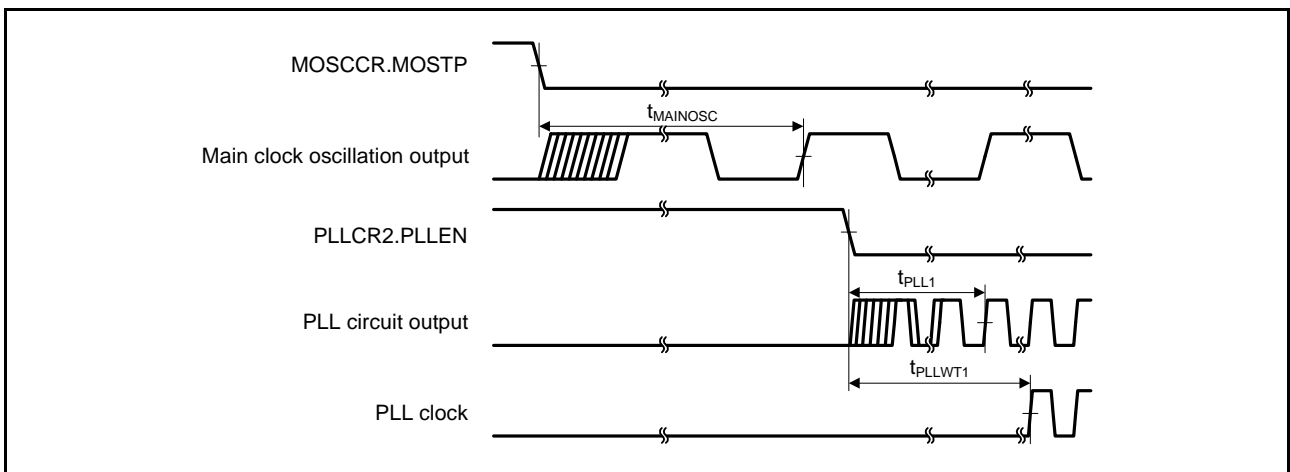 MOSCCR.MOSTP
tMAINOSC
Main clock oscillation output
PLLCR2.PLLEN
tPLL1
PLL circuit output
tPLLWT1
PLL clock